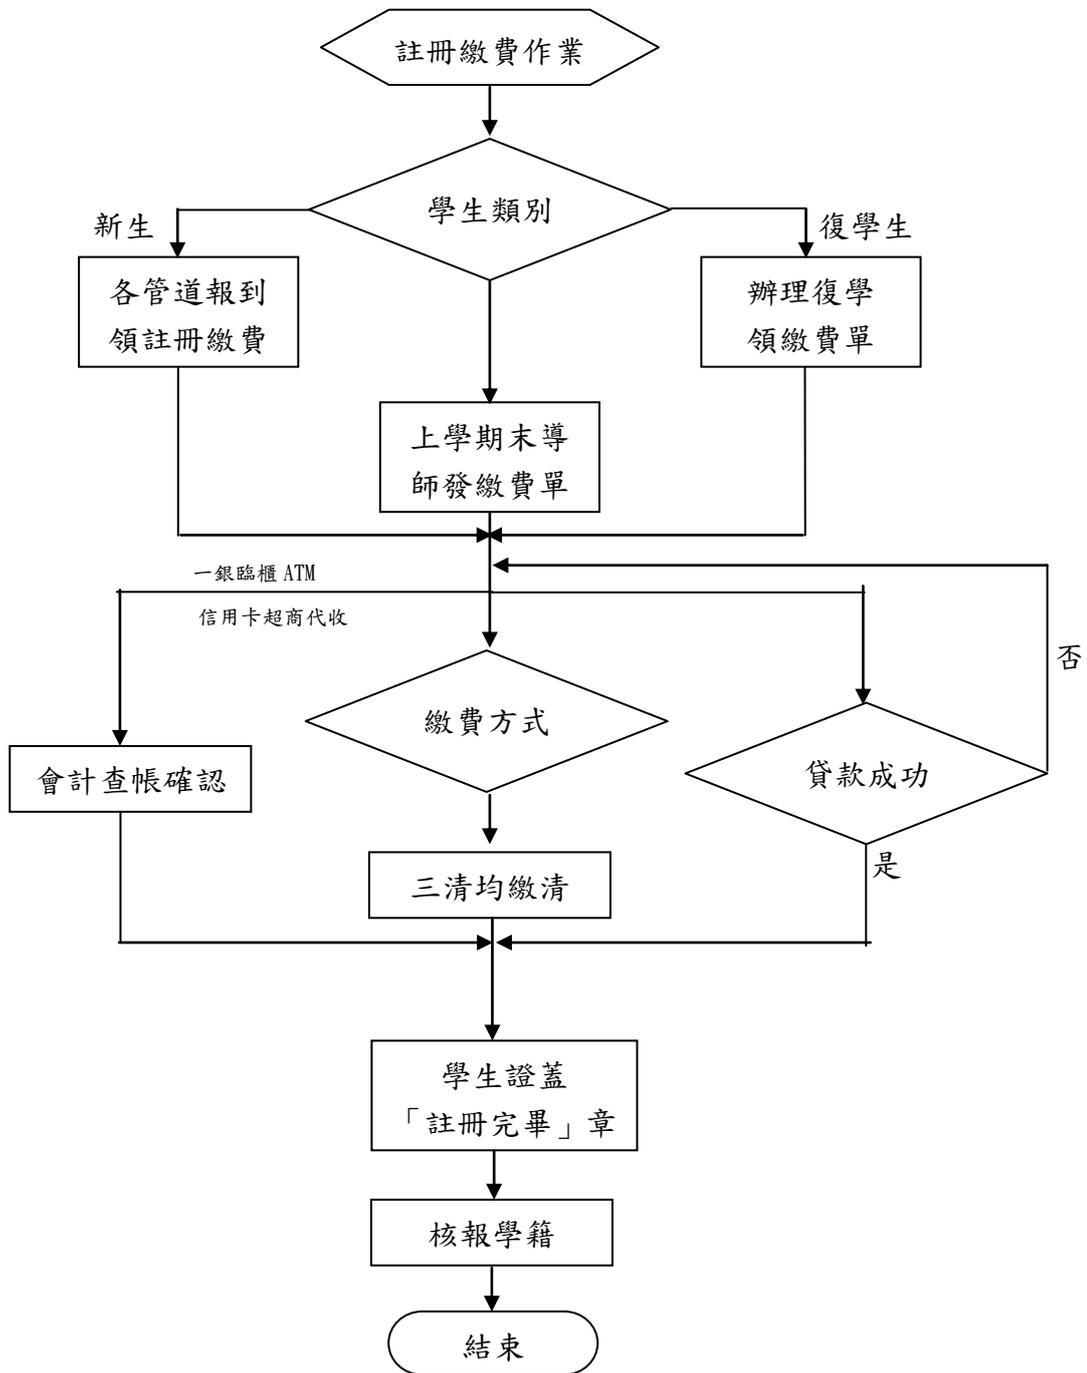 註冊繳費作業
學生類別
新生
復學生
各管道報到
領註冊繳費
辦理復學
領繳費單
上學期末導
師發繳費單
一銀臨櫃 ATM
信用卡超商代收
否
繳費方式
會計查帳確認
貸款成功
是
三清均繳清
學生證蓋
「註冊完畢」章
核報學籍
結束